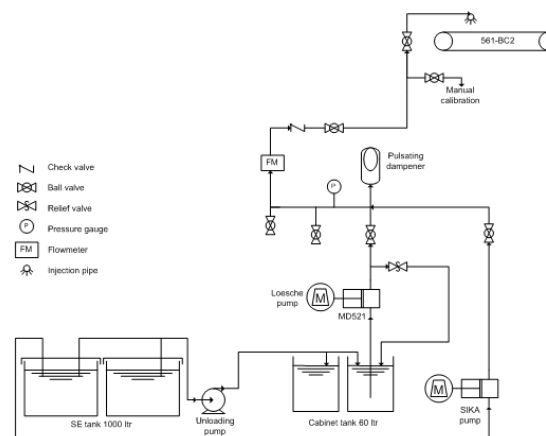 561-BC2
Manual
calibration
FM
Pulsating
dampener
P
Check valve
Ball valve
Relief valve
P
Pressure gauge
FM
Flowmeter
Injection pipe
Loesche
pump
M
MD521
SE tank 1000 ltr
Unloading
pump
Cabinet tank 60 ltr
M
SIKA
pump
S
S